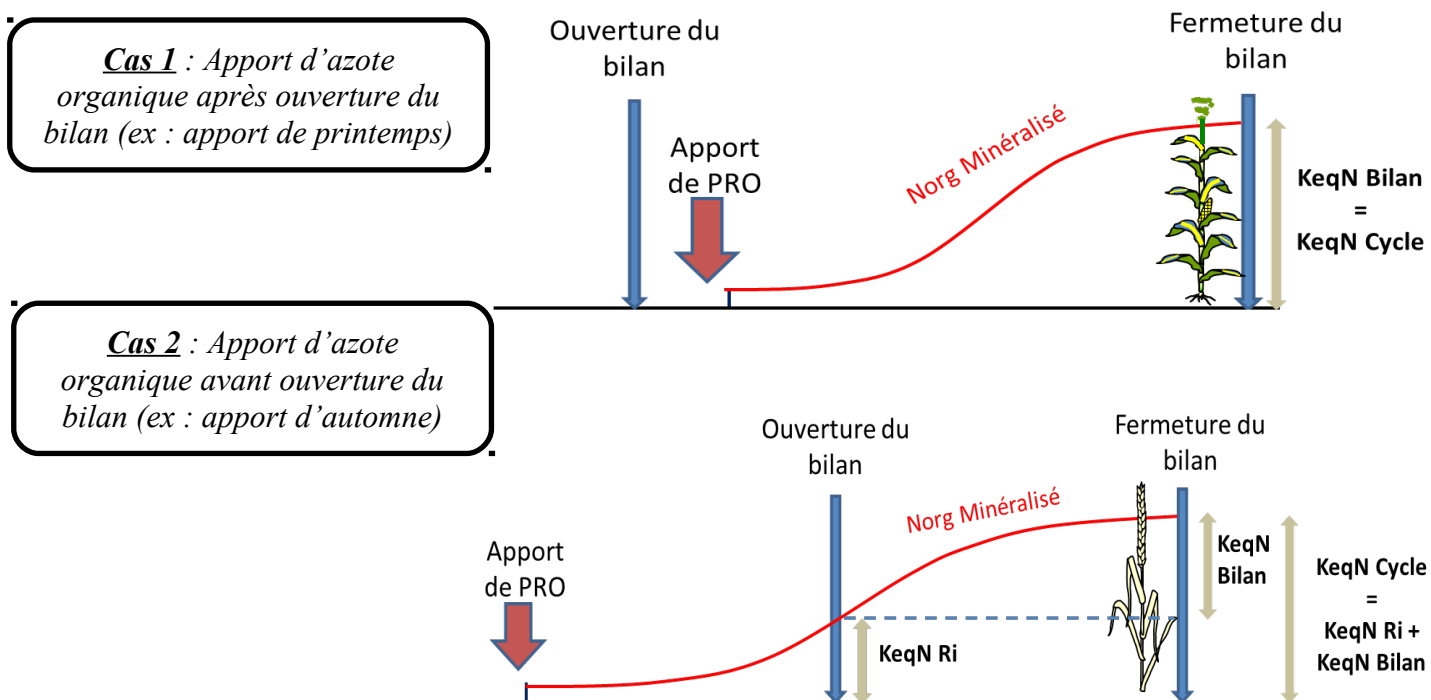 Cas 1 : Apport d’azote
organique après ouverture du
bilan (ex : apport de printemps)
Ouverture du
bilan
Fermeture du
bilan
Apport
de PRO
Norg Minéralisé
KeqN Bilan
=
KeqN Cycle
Cas 2 : Apport d’azote
organique avant ouverture du
bilan (ex : apport d’automne)
Ouverture du
bilan
Fermeture du
bilan
Apport
de PRO
Norg Minéralisé
KeqN Ri
KeqN
Bilan
KeqN Cycle
=
KeqN Ri +
KeqN Bilan